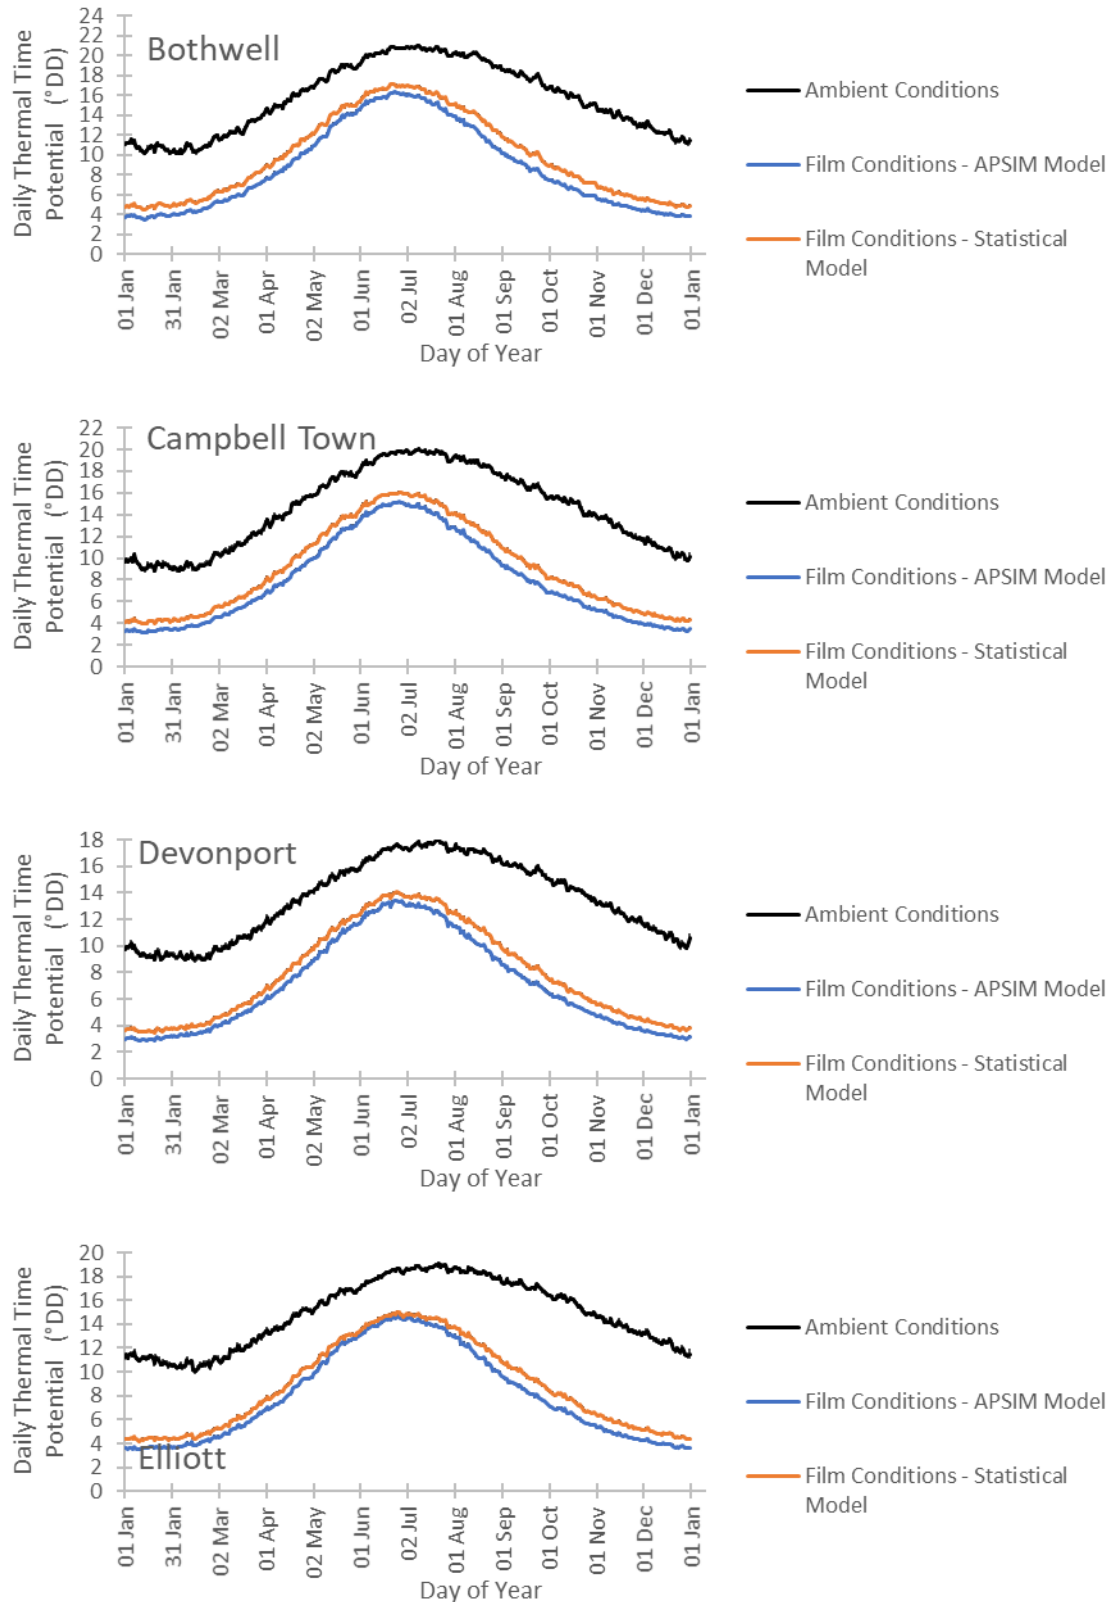 Bothwell
Daily Thermal Time
Potential (°DD)
24
22
20
18
16
14
12
10
8
6
4
2
0
01 Jan
31 Jan
02 Mar
01 Apr
02 May
01 Jun
02 Jul
01 Aug
01 Sep
01 Oct
01 Nov
01 Dec
01 Jan
Day of Year
Ambient Conditions
Film Conditions - APSIM Model
Film Conditions - Statistical
Model
Campbell Town
Daily Thermal Time
Potential (°DD)
22
20
18
16
14
12
10
8
6
4
2
0
01 Jan
31 Jan
02 Mar
01 Apr
02 May
01 Jun
02 Jul
01 Aug
01 Sep
01 Oct
01 Nov
01 Dec
01 Jan
Day of Year
Ambient Conditions
Film Conditions - APSIM Model
Film Conditions - Statistical
Model
Devonport
Daily Thermal Time
Potential (°DD)
18
16
14
12
10
8
6
4
2
0
01 Jan
31 Jan
02 Mar
01 Apr
02 May
01 Jun
02 Jul
01 Aug
01 Sep
01 Oct
01 Nov
01 Dec
01 Jan
Day of Year
Ambient Conditions
Film Conditions - APSIM Model
Film Conditions - Statistical
Model
Elliott
Daily Thermal Time
Potential (°DD)
20
18
16
14
12
10
8
6
4
2
0
01 Jan
31 Jan
02 Mar
01 Apr
02 May
01 Jun
02 Jul
01 Aug
01 Sep
01 Oct
01 Nov
01 Dec
01 Jan
Day of Year
Ambient Conditions
Film Conditions - APSIM Model
Film Conditions - Statistical
Model